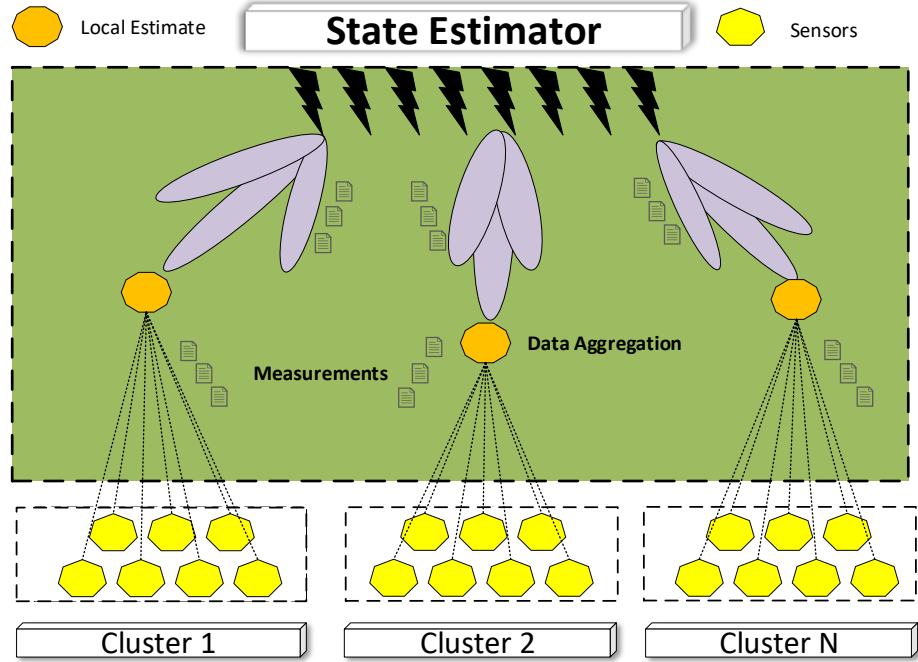 Local Estimate
State Estimator
Sensors
Data Aggregation
Measurements
Cluster 1
Cluster 2
Cluster N